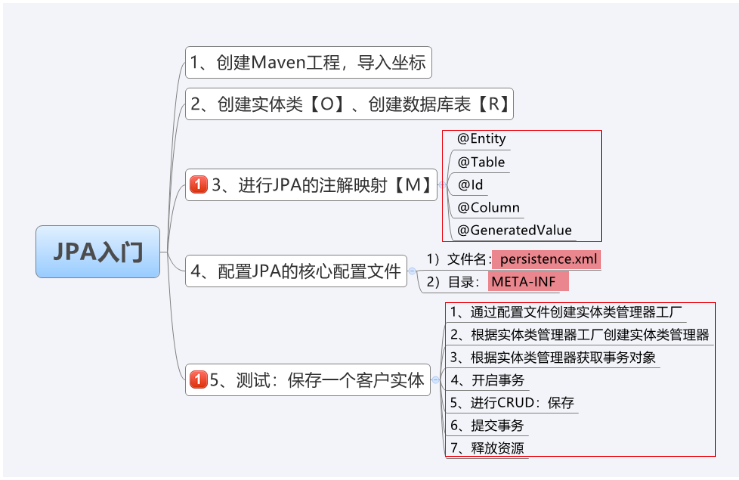 JPA入门
1、创建Maven工程，导入坐标
2、创建实体类【O】、创建数据库表【R】
1 3、进行JPA的注解映射【M】
@Entity
@Table
@Id
@Column
@GeneratedValue
4、配置JPA的核心配置文件
1）文件名：persistence.xml
2）目录： META-INF
1 5、测试：保存一个客户实体
1、通过配置文件创建实体类管理器工厂
2、根据实体类管理器工厂创建实体类管理器
3、根据实体类管理器获取事务对象
4、开启事务
5、进行CRUD：保存
6、提交事务
7、释放资源